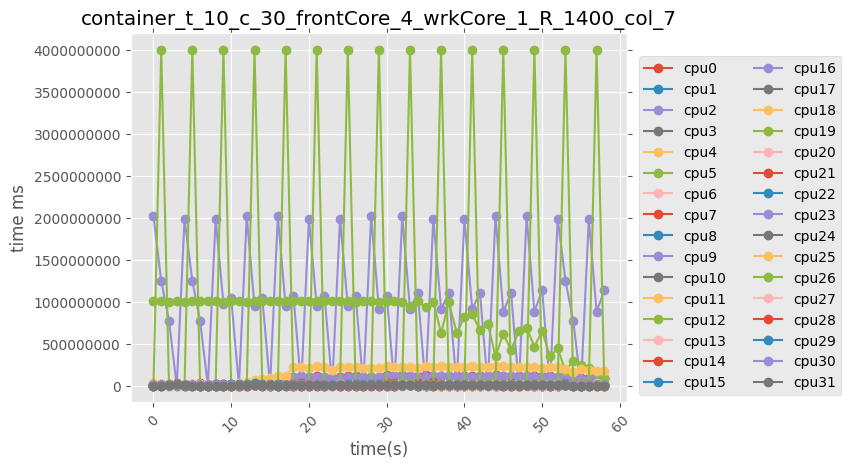 container_t_10_c_30_frontCore_4_wrkCore_1_R_1400_col_7
4000000000
3500000000
3000000000
2500000000
2000000000
1500000000
1000000000
500000000
0
time ms
0
10
20
30
40
50
60
time(s)
cpu0
cpu1
cpu2
cpu3
cpu4
cpu5
cpu6
cpu7
cpu8
cpu9
cpu10
cpu11
cpu12
cpu13
cpu14
cpu15
cpu16
cpu17
cpu18
cpu19
cpu20
cpu21
cpu22
cpu23
cpu24
cpu25
cpu26
cpu27
cpu28
cpu29
cpu30
cpu31